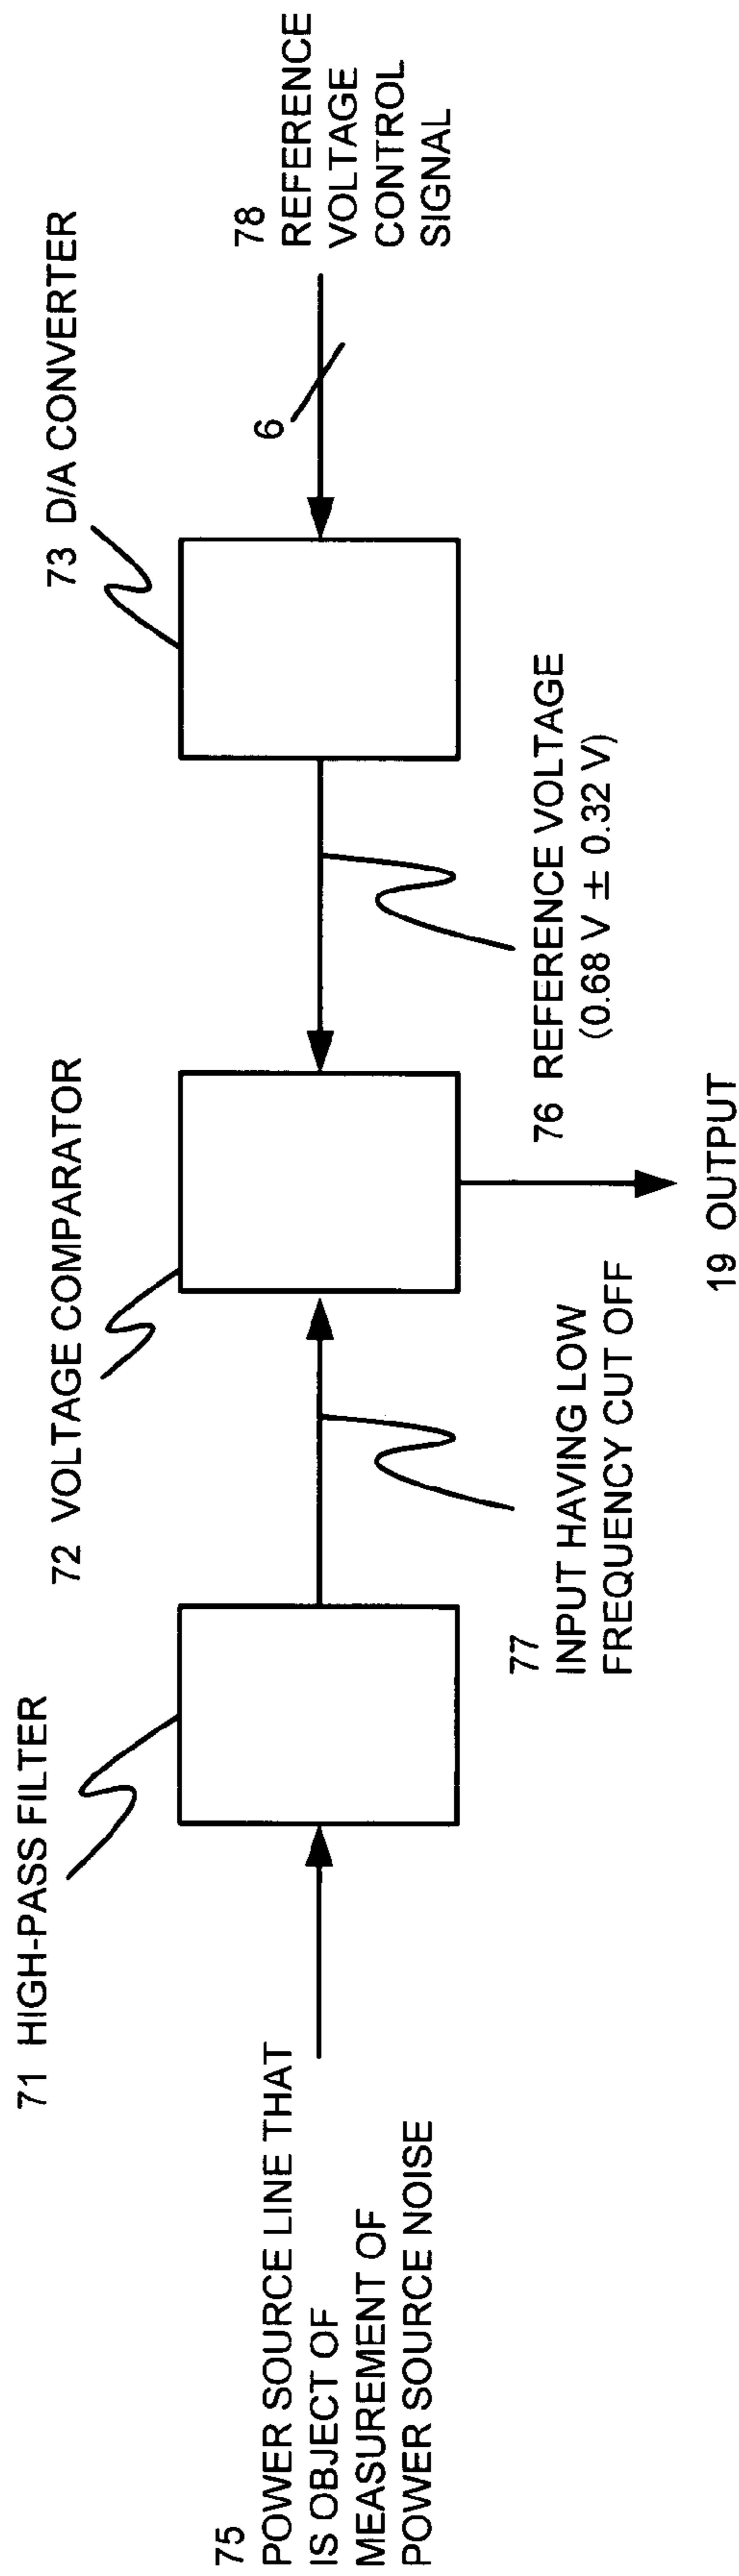 71 HIGH-PASS FILTER
72 VOLTAGE COMPARATOR
73 D/A CONVERTER
75
POWER SOURCE LINE THAT
IS OBJECT OF
MEASUREMENT OF
POWER SOURCE NOISE
6
78
REFERENCE
VOLTAGE
CONTROL
SIGNAL
77
INPUT HAVING LOW
FREQUENCY CUT OFF
76 REFERENCE VOLTAGE
(0.68 V ± 0.32 V)
19 OUTPUT